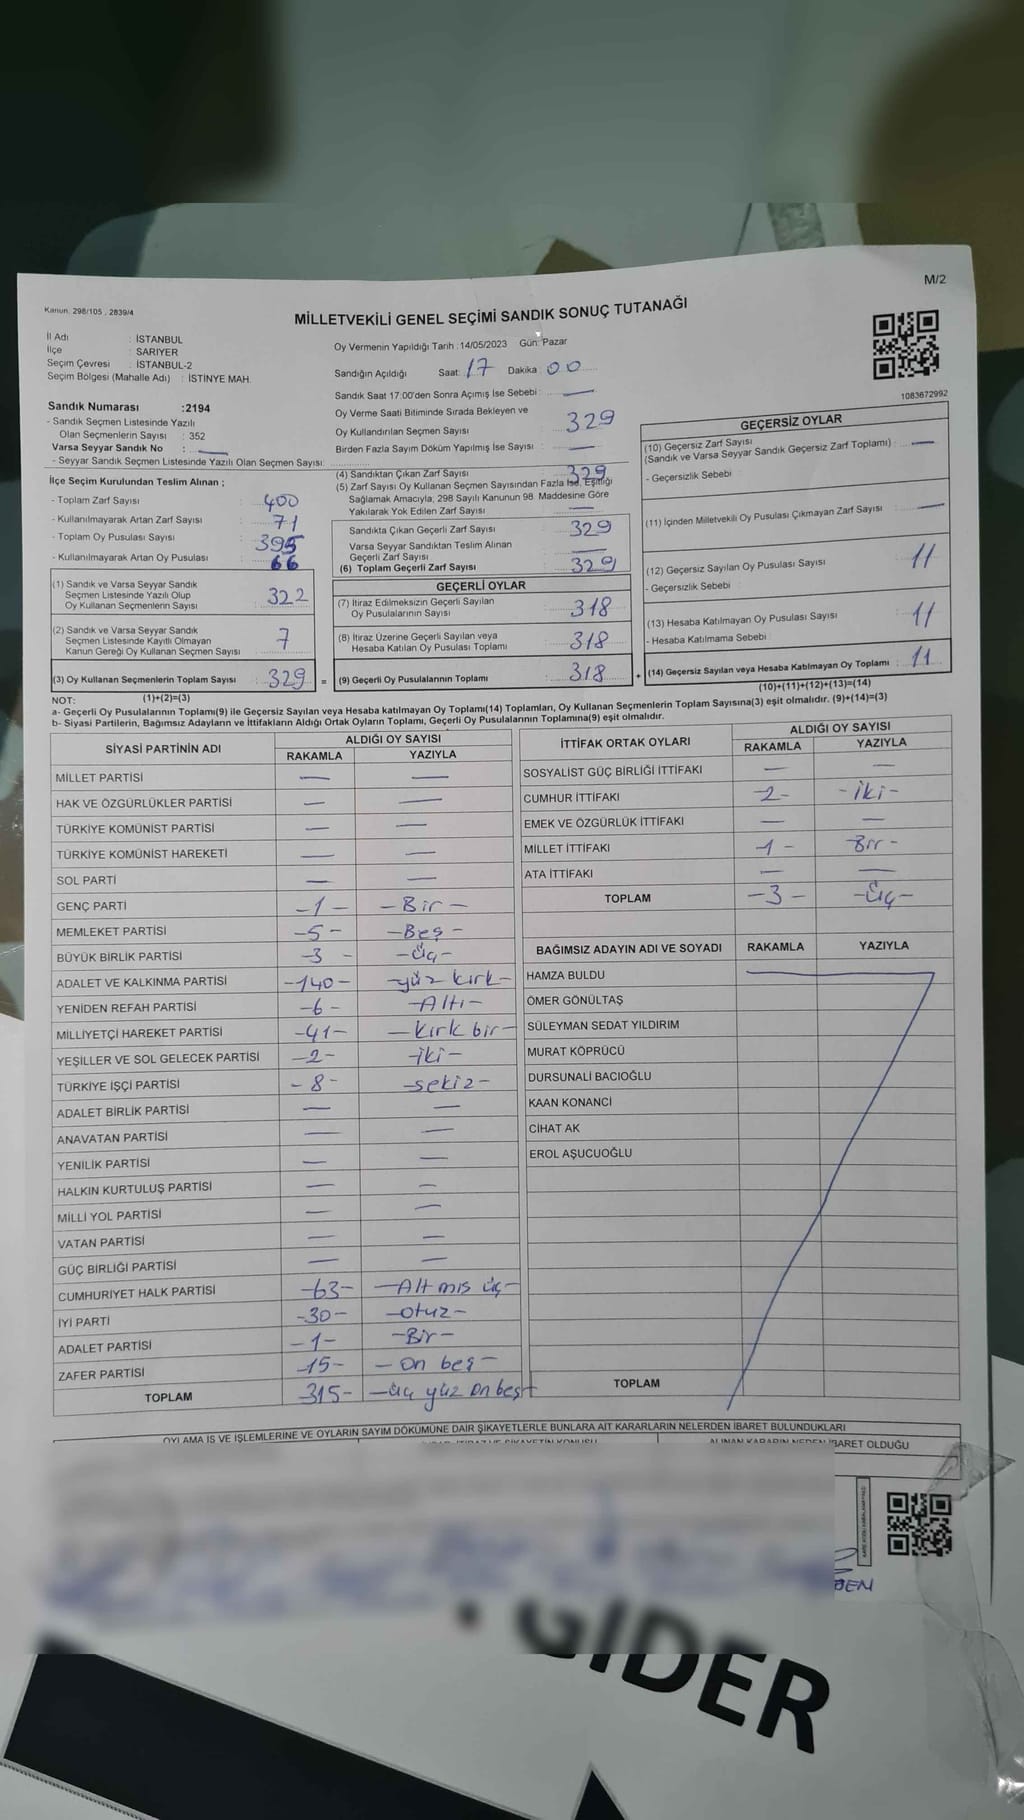 M/2
Kanun. 298/105 , 2839/4
MİLLETVEKİLİ GENEL SEÇİMİ SANDIK SONUÇ TUTANAĞI
İl Adı : İSTANBUL
İlçe : SARIYER
Seçim Çevresi : İSTANBUL-2
Seçim Bölgesi (Mahalle Adı) : İSTİNYE MAH.
Sandık Numarası :2194
- Sandık Seçmen Listesinde Yazılı
Olan Seçmenlerin Sayısı : 352
Varsa Seyyar Sandık No : —
- Seyyar Sandık Seçmen Listesinde Yazılı Olan Seçmen Sayısı:
İlçe Seçim Kurulundan Teslim Alınan ;
- Toplam Zarf Sayısı : 400
- Kullanılmayarak Artan Zarf Sayısı : 71
- Toplam Oy Pusulası Sayısı : 395
- Kullanılmayarak Artan Oy Pusulası : 66
(1) Sandık ve Varsa Seyyar Sandık
Seçmen Listesinde Yazılı Olup
Oy Kullanan Seçmenlerin Sayısı : 322
(2) Sandık ve Varsa Seyyar Sandık
Seçmen Listesinde Kayıtlı Olmayan
Kanun Gereği Oy Kullanan Seçmen Sayısı : 7
(3) Oy Kullanan Seçmenlerin Toplam Sayısı : 329 =
Oy Vermenin Yapıldığı Tarih :14/05/2023 Gün: Pazar
Sandığın Açıldığı Saat: 17 Dakika : 00
Sandık Saat 17:00'den Sonra Açımış İse Sebebi : —
Oy Verme Saati Bitiminde Sırada Bekleyen ve
Oy Kullandırılan Seçmen Sayısı : 329
Birden Fazla Sayım Döküm Yapılmış İse Sayısı : —
(4) Sandıktan Çıkan Zarf Sayısı 329
(5) Zarf Sayısı Oy Kullanan Seçmen Sayısından Fazla İse, Eşitliği
Sağlamak Amacıyla, 298 Sayılı Kanunun 98. Maddesine Göre
Yakılarak Yok Edilen Zarf Sayısı : —
Sandıkta Çıkan Geçerli Zarf Sayısı : 329
Varsa Seyyar Sandıktan Teslim Alınan
Geçerli Zarf Sayısı : —
(6) Toplam Geçerli Zarf Sayısı : 329
GEÇERLİ OYLAR
(7) İtiraz Edilmeksizin Geçerli Sayılan
Oy Pusulalarının Sayısı : 318
(8) İtiraz Üzerine Geçerli Sayılan veya
Hesaba Katılan Oy Pusulası Toplamı : 318
(9) Geçerli Oy Pusulalarının Toplamı : 318 +
1083672992
GEÇERSİZ OYLAR
(10) Geçersiz Zarf Sayısı
(Sandık ve Varsa Seyyar Sandık Geçersiz Zarf Toplamı) : —
- Geçersizlik Sebebi :
(11) İçinden Milletvekili Oy Pusulası Çıkmayan Zarf Sayısı : —
(12) Geçersiz Sayılan Oy Pusulası Sayısı : 11
- Geçersizlik Sebebi :
(13) Hesaba Katılmayan Oy Pusulası Sayısı : 11
- Hesaba Katılmama Sebebi :
(14) Geçersiz Sayılan veya Hesaba Katılmayan Oy Toplamı : 11
NOT: (1)+(2)=(3)
(10)+(11)+(12)+(13)=(14)
a- Geçerli Oy Pusulalarının Toplamı(9) ile Geçersiz Sayılan veya Hesaba katılmayan Oy Toplamı(14) Toplamları, Oy Kullanan Seçmenlerin Toplam Sayısına(3) eşit olmalıdır. (9)+(14)=(3)
b- Siyasi Partilerin, Bağımsız Adayların ve İttifakların Aldığı Ortak Oyların Toplamı, Geçerli Oy Pusulalarının Toplamına(9) eşit olmalıdır.
SİYASİ PARTİNİN ADI ALDIĞI OY SAYISI
RAKAMLA YAZIYLA
MİLLET PARTİSİ — —
HAK VE ÖZGÜRLÜKLER PARTİSİ — —
TÜRKİYE KOMÜNİST PARTİSİ — —
TÜRKİYE KOMÜNİST HAREKETİ — —
SOL PARTİ — —
GENÇ PARTİ -1- -Bir-
MEMLEKET PARTİSİ -5- -Beş-
BÜYÜK BİRLİK PARTİSİ -3- -Üç-
ADALET VE KALKINMA PARTİSİ -140- -yüz kırk-
YENİDEN REFAH PARTİSİ -6- -Altı-
MİLLİYETÇİ HAREKET PARTİSİ -41- -kırk bir-
YEŞİLLER VE SOL GELECEK PARTİSİ -2- -iki-
TÜRKİYE İŞÇİ PARTİSİ -8- -sekiz-
ADALET BİRLİK PARTİSİ — —
ANAVATAN PARTİSİ — —
YENİLİK PARTİSİ — —
HALKIN KURTULUŞ PARTİSİ — —
MİLLİ YOL PARTİSİ — —
VATAN PARTİSİ — —
GÜÇ BİRLİĞİ PARTİSİ — —
CUMHURİYET HALK PARTİSİ -63- -Altmış üç-
İYİ PARTİ -30- -otuz-
ADALET PARTİSİ -1- -Bir-
ZAFER PARTİSİ -15- -on beş-
TOPLAM 315- -üç yüz on beş-
İTTİFAK ORTAK OYLARI ALDIĞI OY SAYISI
RAKAMLA YAZIYLA
SOSYALİST GÜÇ BİRLİĞİ İTTİFAKI — —
CUMHUR İTTİFAKI -2- -iki-
EMEK VE ÖZGÜRLÜK İTTİFAKI — —
MİLLET İTTİFAKI -1- Bir-
ATA İTTİFAKI — —
TOPLAM -3- -Üç-
BAĞIMSIZ ADAYIN ADI VE SOYADI RAKAMLA YAZIYLA
HAMZA BULDU
ÖMER GÖNÜLTAŞ
SÜLEYMAN SEDAT YILDIRIM
MURAT KÖPRÜCÜ
DURSUNALİ BACIOĞLU
KAAN KONANCİ
CİHAT AK
EROL AŞUCUOĞLU
TOPLAM
OYLAMA İŞ VE İŞLEMLERİNE VE OYLARIN SAYIM DÖKÜMÜNE DAİR ŞİKAYETLERLE BUNLARA AİT KARARLARIN NELERDEN İBARET BULUNDUKLARI
ALINAN KARARIN NEDEN İBARET OLDUĞU
GİDER